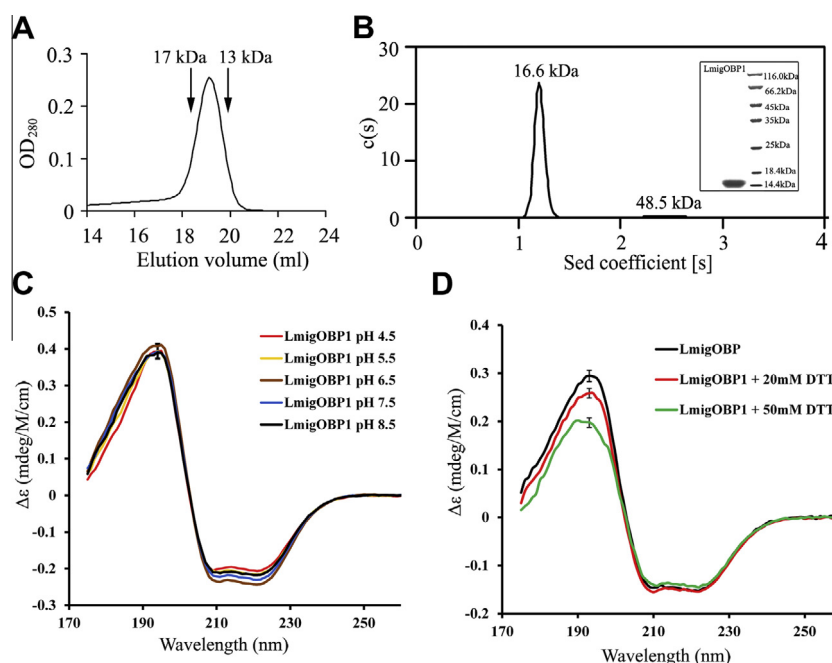 A
17 kDa 13 kDa
0.3
0.2
0.1
0
OD280
14 16 18 20 22 24
Elution volume (ml)
B
30
20
10
0
c(s)
16.6 kDa
48.5 kDa
0 1 2 3 4
Sed coefficient [s]
LmigOBP1
116.0kDa
66.2kDa
45kDa
35kDa
25kDa
18.4kDa
14.4kDa
C
0.5
0.4
0.3
0.2
0.1
0
-0.1
-0.2
-0.3
Δε (mdeg/M/cm)
LmigOBP1 pH 4.5
LmigOBP1 pH 5.5
LmigOBP1 pH 6.5
LmigOBP1 pH 7.5
LmigOBP1 pH 8.5
170 190 210 230 250
Wavelength (nm)
D
0.4
0.3
0.2
0.1
0
-0.1
-0.2
Δε (mdeg/M/cm)
LmigOBP
LmigOBP1 + 20mM DTT
LmigOBP1 + 50mM DTT
170 190 210 230 250
Wavelength (nm)